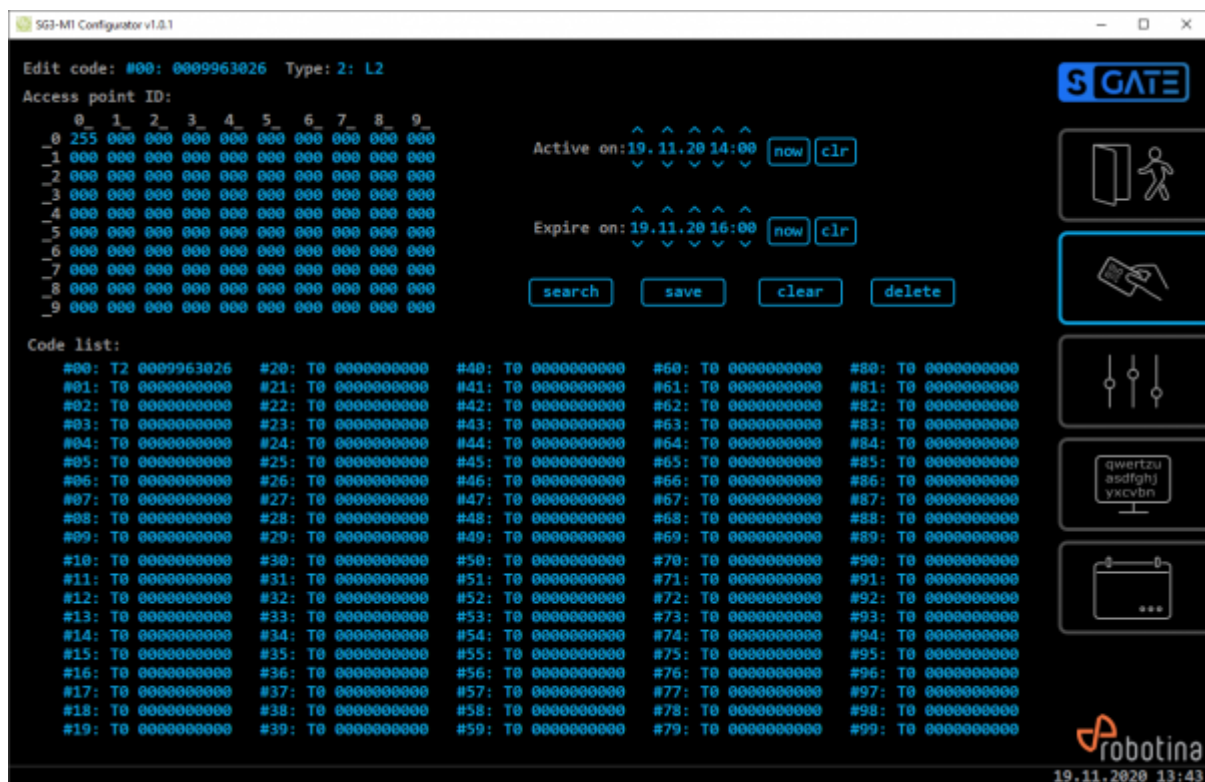 SG3-M1 Configurator v1.0.1
Edit code: #00: 0009963026 Type: 2: L2
S GATE
Access point ID:
0_ 1_ 2_ 3_ 4_ 5_ 6_ 7_ 8_ 9_
_0 255 000 000 000 000 000 000 000 000 000
_1 000 000 000 000 000 000 000 000 000 000
_2 000 000 000 000 000 000 000 000 000 000
_3 000 000 000 000 000 000 000 000 000 000
_4 000 000 000 000 000 000 000 000 000 000
_5 000 000 000 000 000 000 000 000 000 000
_6 000 000 000 000 000 000 000 000 000 000
_7 000 000 000 000 000 000 000 000 000 000
_8 000 000 000 000 000 000 000 000 000 000
_9 000 000 000 000 000 000 000 000 000 000
Active on: 19.11.20 14:00 now clr
Expire on: 19.11.20 16:00 now clr
search save clear delete
Code list:
#00: T2 0009963026 #20: T0 0000000000 #40: T0 0000000000 #60: T0 0000000000 #80: T0 0000000000
#01: T0 0000000000 #21: T0 0000000000 #41: T0 0000000000 #61: T0 0000000000 #81: T0 0000000000
#02: T0 0000000000 #22: T0 0000000000 #42: T0 0000000000 #62: T0 0000000000 #82: T0 0000000000
#03: T0 0000000000 #23: T0 0000000000 #43: T0 0000000000 #63: T0 0000000000 #83: T0 0000000000
#04: T0 0000000000 #24: T0 0000000000 #44: T0 0000000000 #64: T0 0000000000 #84: T0 0000000000
#05: T0 0000000000 #25: T0 0000000000 #45: T0 0000000000 #65: T0 0000000000 #85: T0 0000000000
#06: T0 0000000000 #26: T0 0000000000 #46: T0 0000000000 #66: T0 0000000000 #86: T0 0000000000
#07: T0 0000000000 #27: T0 0000000000 #47: T0 0000000000 #67: T0 0000000000 #87: T0 0000000000
#08: T0 0000000000 #28: T0 0000000000 #48: T0 0000000000 #68: T0 0000000000 #88: T0 0000000000
#09: T0 0000000000 #29: T0 0000000000 #49: T0 0000000000 #69: T0 0000000000 #89: T0 0000000000
#10: T0 0000000000 #30: T0 0000000000 #50: T0 0000000000 #70: T0 0000000000 #90: T0 0000000000
#11: T0 0000000000 #31: T0 0000000000 #51: T0 0000000000 #71: T0 0000000000 #91: T0 0000000000
#12: T0 0000000000 #32: T0 0000000000 #52: T0 0000000000 #72: T0 0000000000 #92: T0 0000000000
#13: T0 0000000000 #33: T0 0000000000 #53: T0 0000000000 #73: T0 0000000000 #93: T0 0000000000
#14: T0 0000000000 #34: T0 0000000000 #54: T0 0000000000 #74: T0 0000000000 #94: T0 0000000000
#15: T0 0000000000 #35: T0 0000000000 #55: T0 0000000000 #75: T0 0000000000 #95: T0 0000000000
#16: T0 0000000000 #36: T0 0000000000 #56: T0 0000000000 #76: T0 0000000000 #96: T0 0000000000
#17: T0 0000000000 #37: T0 0000000000 #57: T0 0000000000 #77: T0 0000000000 #97: T0 0000000000
#18: T0 0000000000 #38: T0 0000000000 #58: T0 0000000000 #78: T0 0000000000 #98: T0 0000000000
#19: T0 0000000000 #39: T0 0000000000 #59: T0 0000000000 #79: T0 0000000000 #99: T0 0000000000
qwertzu
asdfghj
yxcvbn
robotina
19.11.2020 13:43